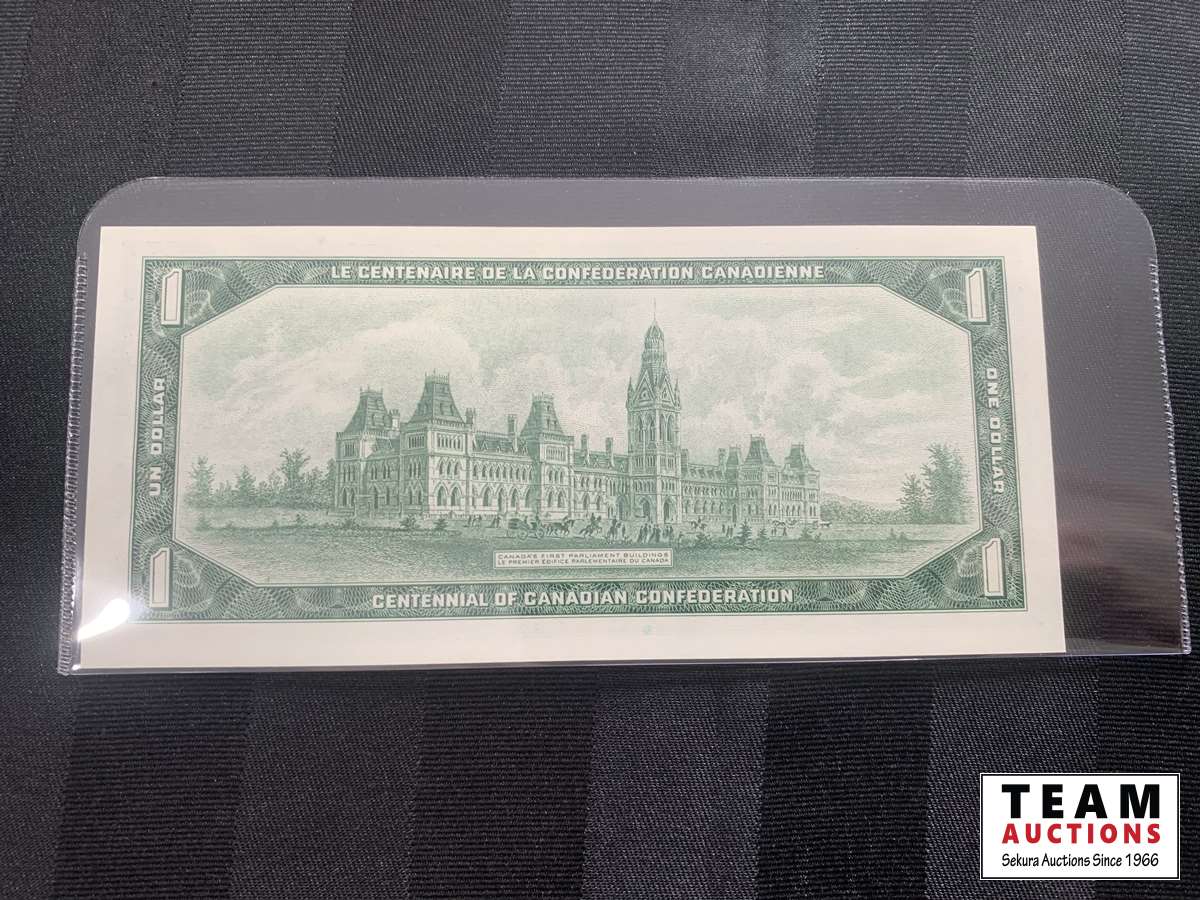 LE CENTENAIRE DE LA CONFEDERATION CANADIENNE
1
1
UN DOLLAR
ONE DOLLAR
CANADA'S FIRST PARLIAMENT BUILDINGS
LE PREMIER EDIFICE PARLEMENTAIRE DU CANADA
1
1
CENTENNIAL OF CANADIAN CONFEDERATION
TEAM
AUCTIONS
Sekura Auctions Since 1966